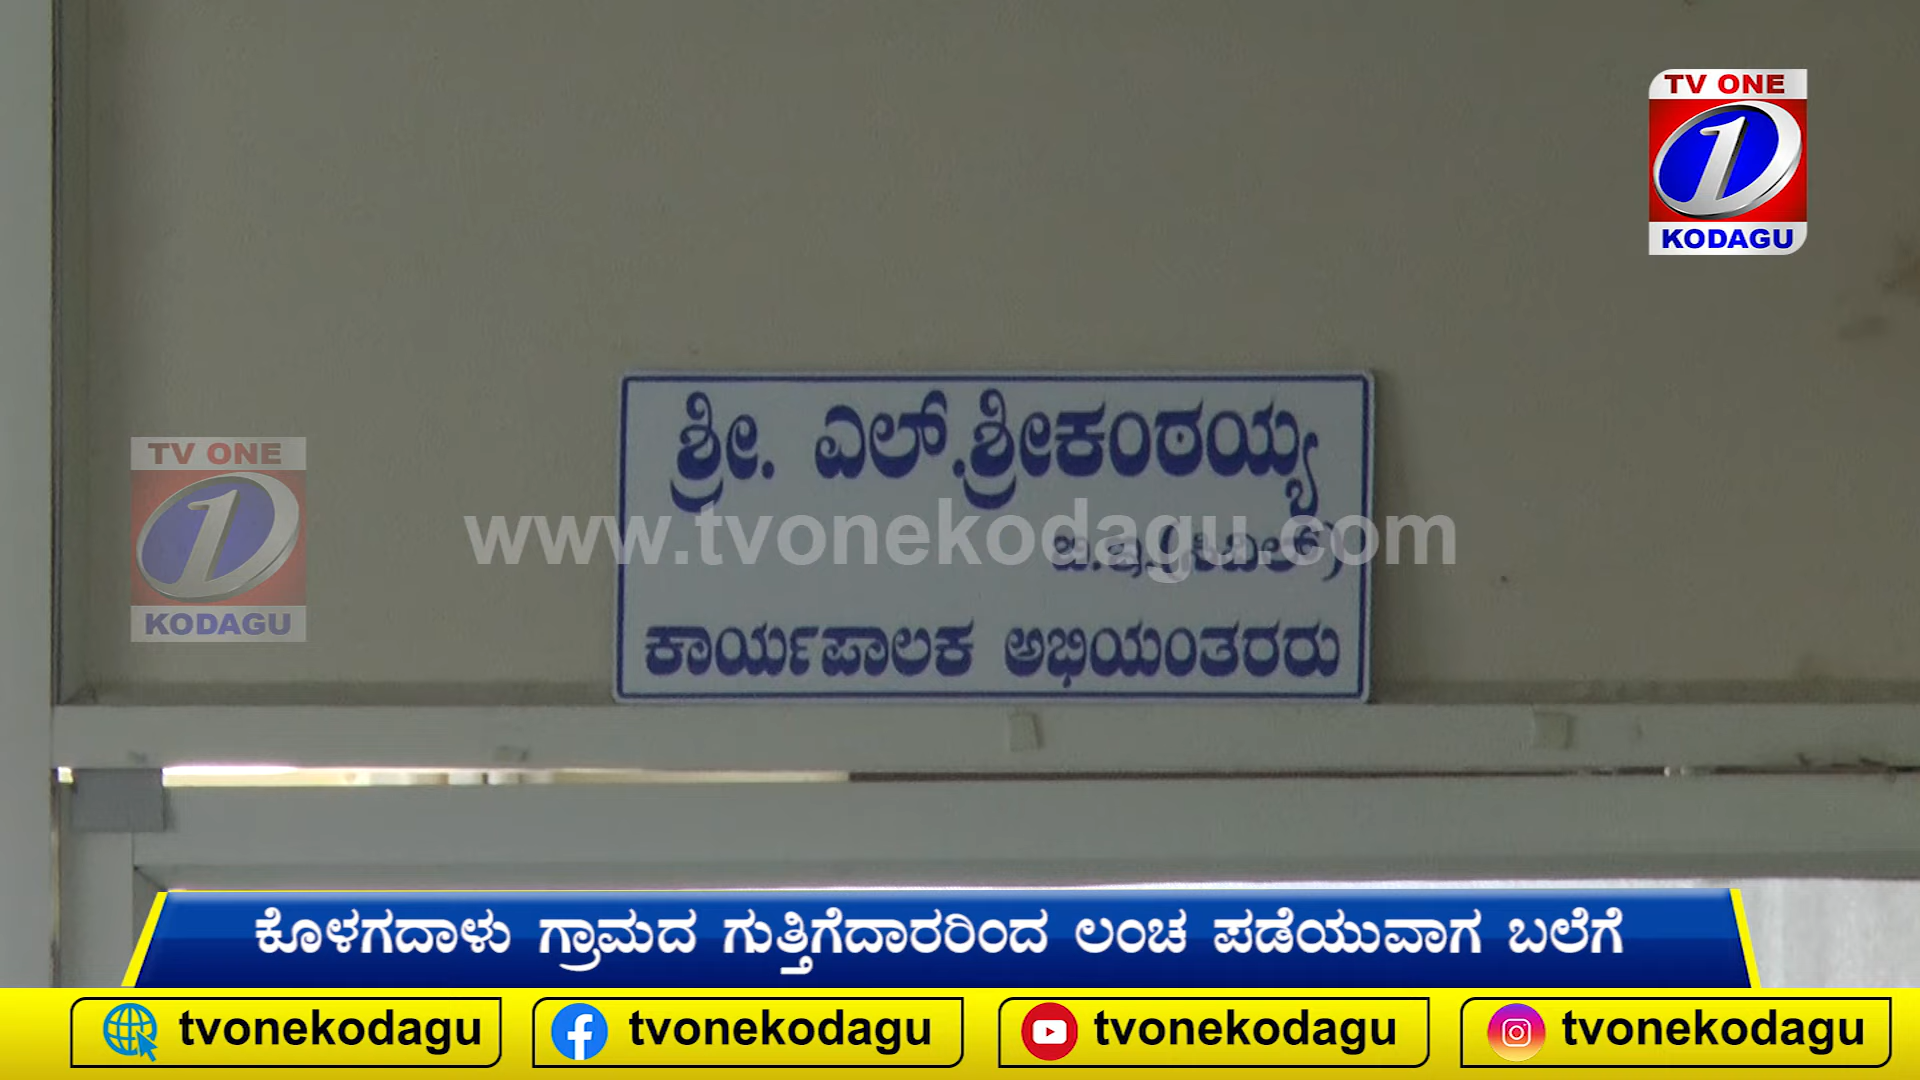 TV ONE
KODAGU
ಶ್ರೀ. ಎಲ್.ಶ್ರೀಕಂಠಯ್ಯ
TV ONE
www.tvonekodagu.com
ಬಿ.ಇ.(ಸಿವಿಲ್)
KODAGU
ಕಾರ್ಯಪಾಲಕ ಅಭಿಯಂತರರು
ಕೊಳಗದಾಳು ಗ್ರಾಮದ ಗುತ್ತಿಗೆದಾರರಿಂದ ಲಂಚ ಪಡೆಯುವಾಗ ಬಲೆಗೆ
tvonekodagu tvonekodagu tvonekodagu tvonekodagu